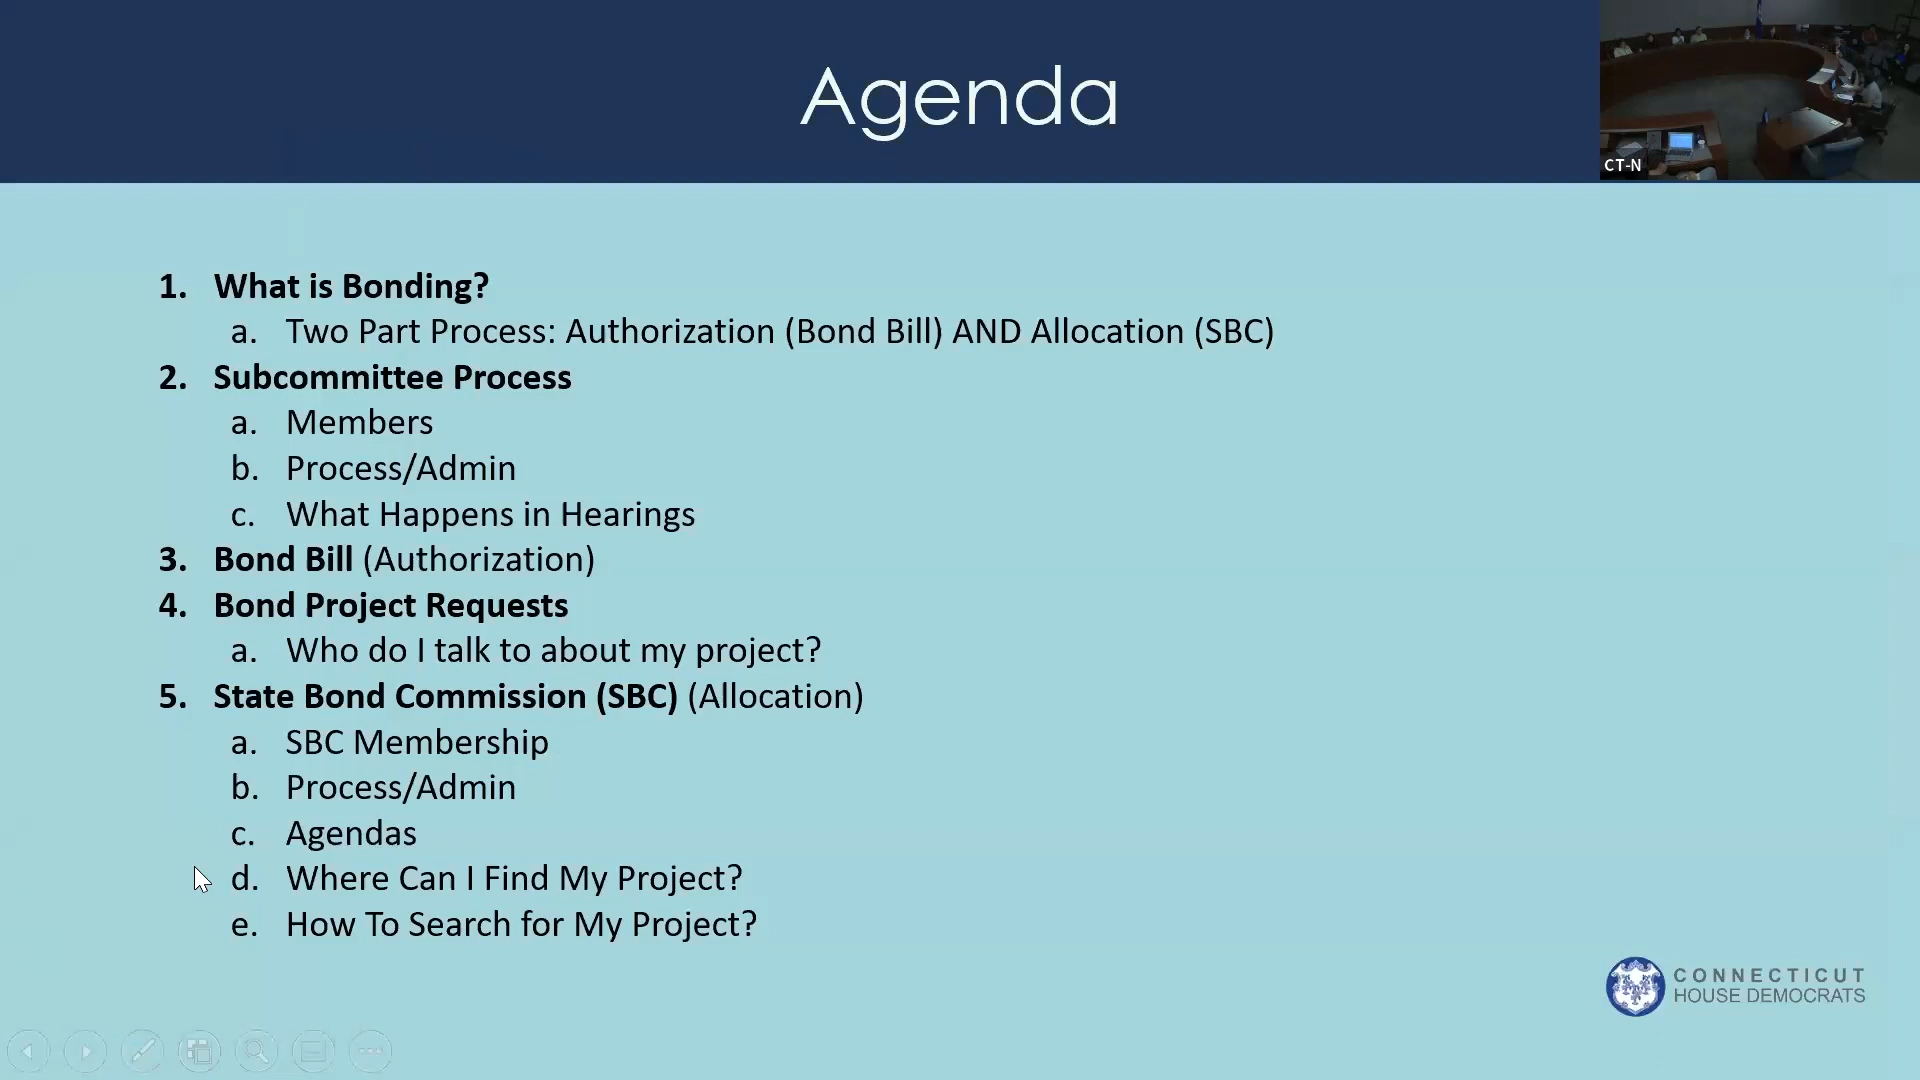 Agenda
CT-N
1. What is Bonding?
a. Two Part Process: Authorization (Bond Bill) AND Allocation (SBC)
2. Subcommittee Process
a. Members
b. Process/Admin
c. What Happens in Hearings
3. Bond Bill (Authorization)
4. Bond Project Requests
a. Who do I talk to about my project?
5. State Bond Commission (SBC) (Allocation)
a. SBC Membership
b. Process/Admin
c. Agendas
d. Where Can I Find My Project?
e. How To Search for My Project?
CONNECTICUT
HOUSE DEMOCRATS